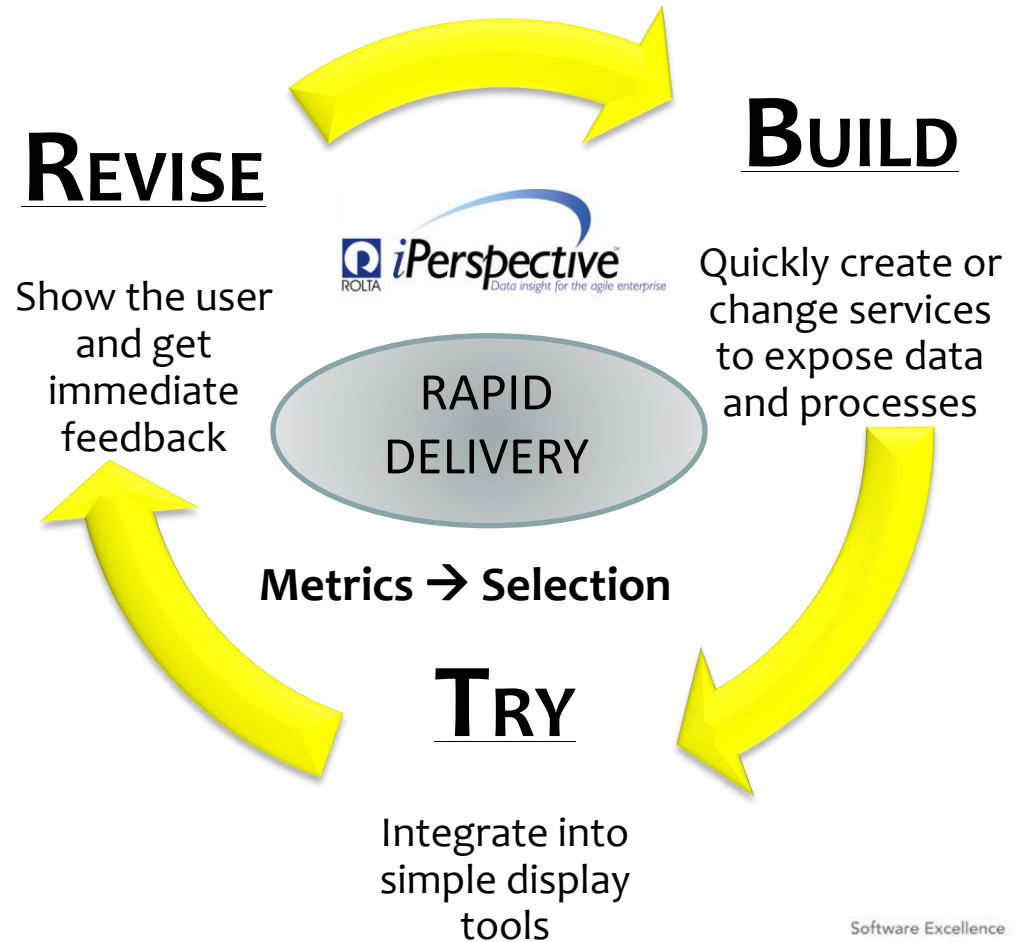 REVISE
Show the user
and get
immediate
feedback
BUILD
Quickly create or
change services
to expose data
and processes
ROLTA
iPerspective™
Data insight for the agile enterprise
RAPID
DELIVERY
Metrics → Selection
TRY
Integrate into
simple display
tools
Software Excellence